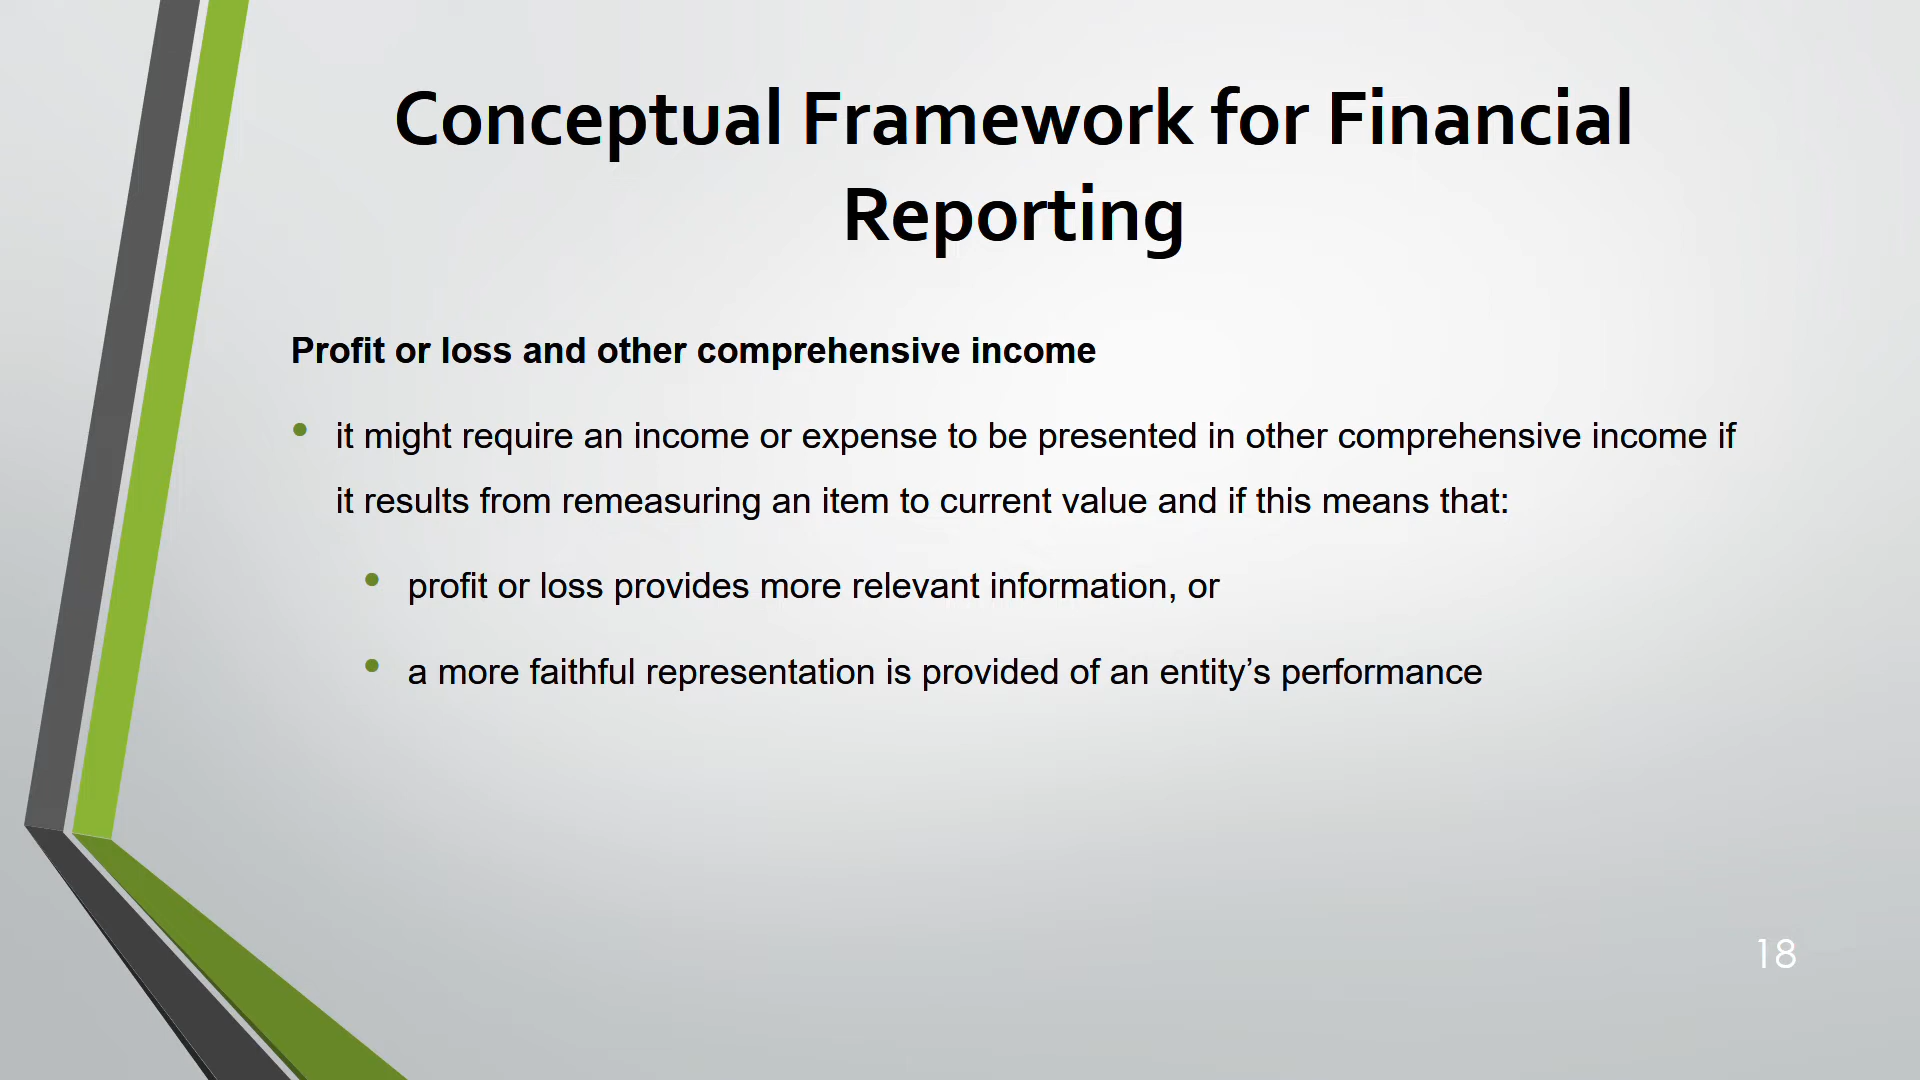 Conceptual Framework for Financial
Reporting
Profit or loss and other comprehensive income
• it might require an income or expense to be presented in other comprehensive income if
it results from remeasuring an item to current value and if this means that:
• profit or loss provides more relevant information, or
• a more faithful representation is provided of an entity’s performance
18